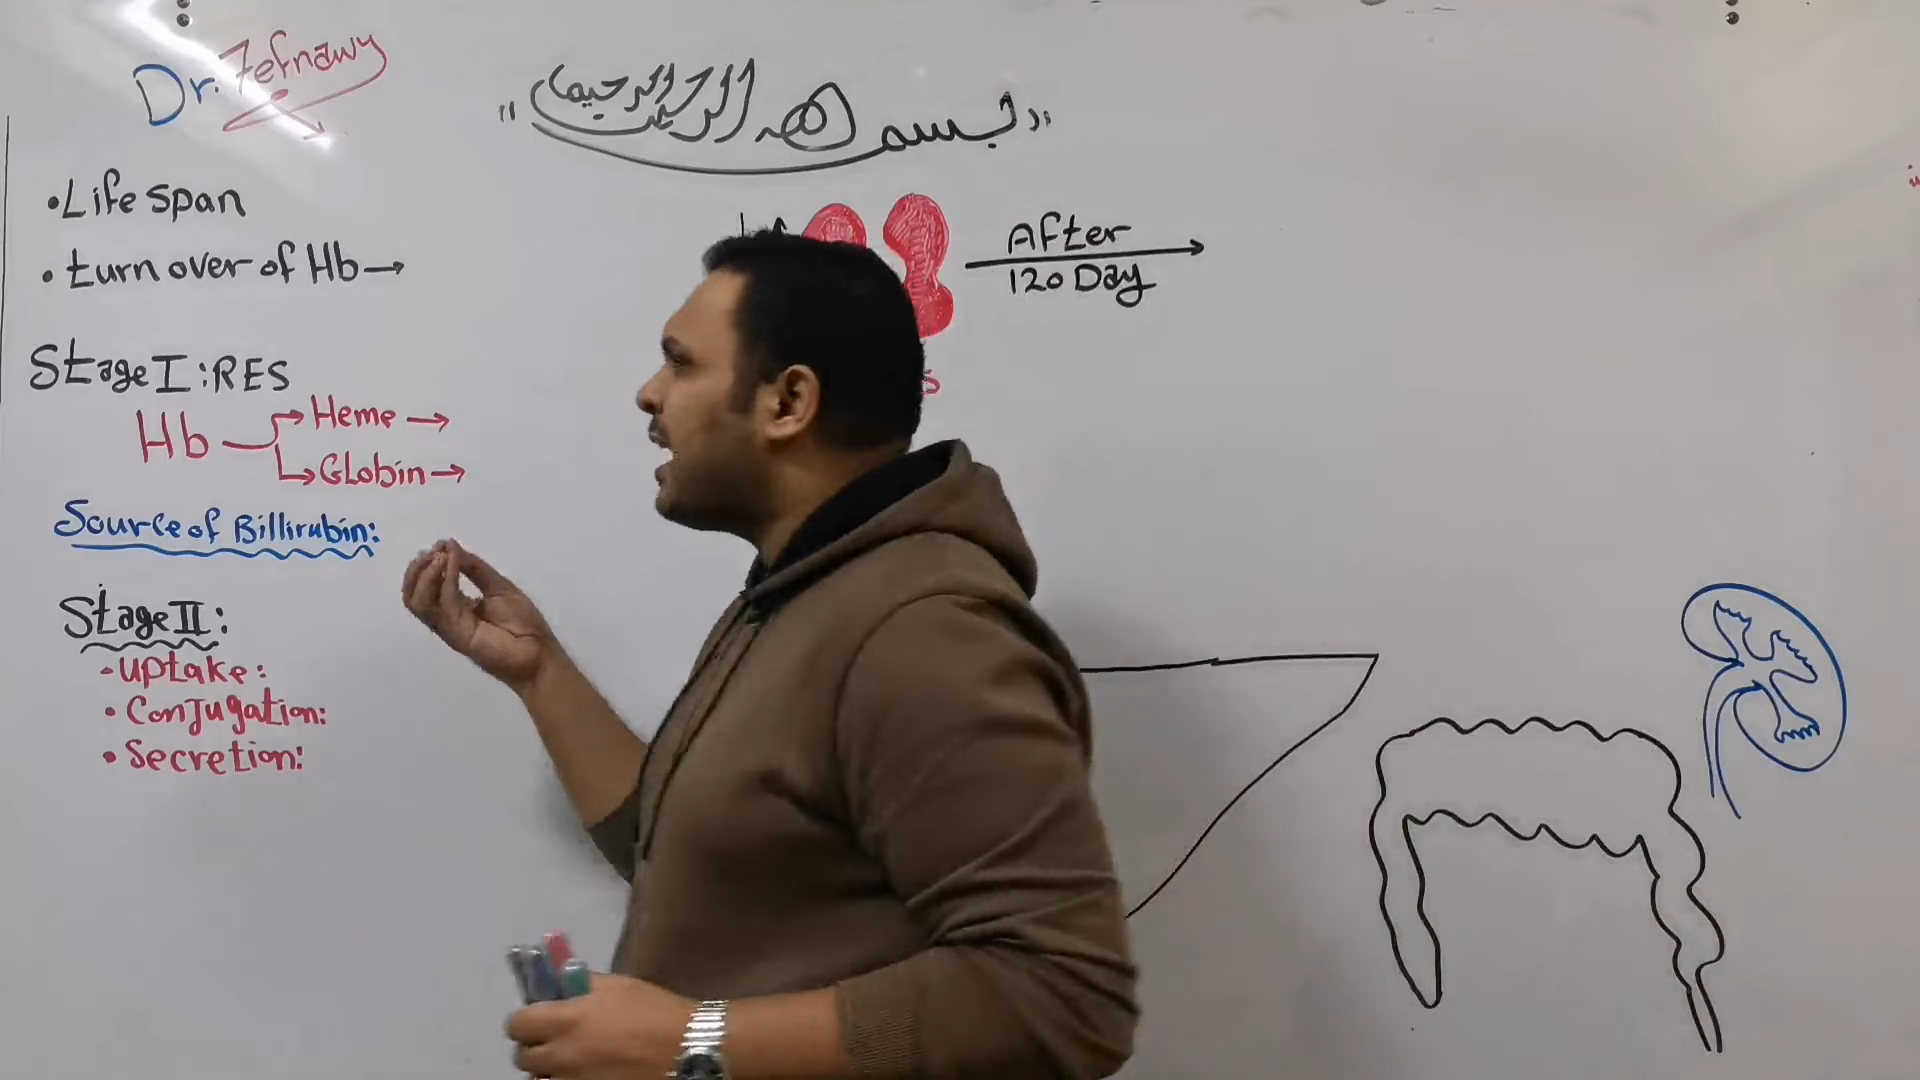 Dr. Zefnawy
"بسم الله الرحمن الرحيم"
• Life span
• turn over of Hb →
After
120 Day
Stage I: RES
Hb → Heme →
→ Globin →
Source of Billirubin:
Stage II:
• uptake:
• Conjugation:
• Secretion: